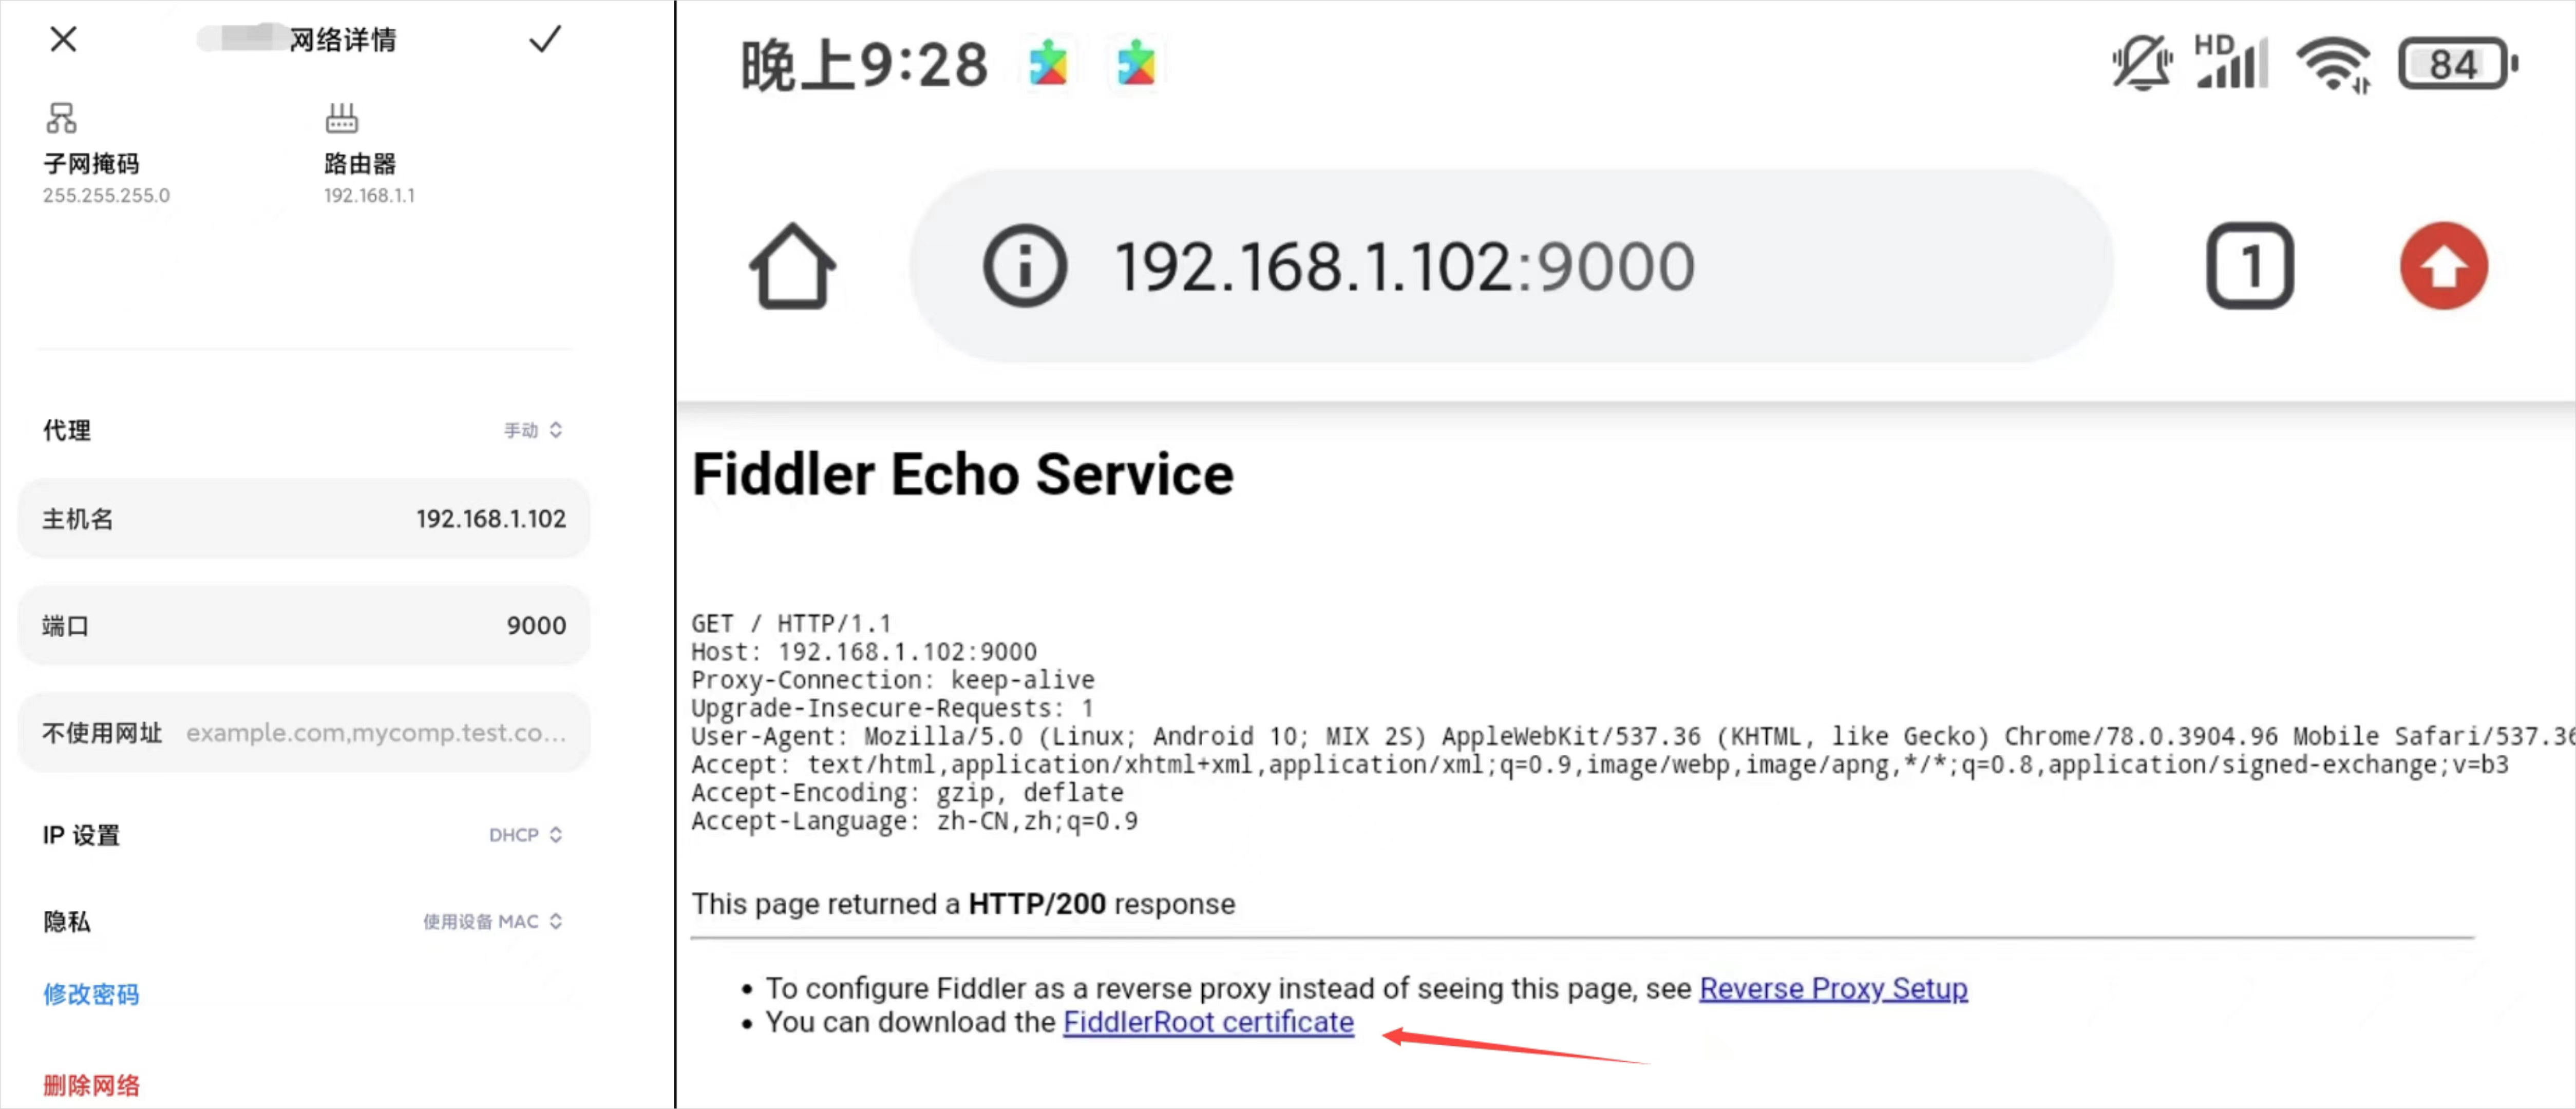 网络详情
子网掩码
255.255.255.0
路由器
192.168.1.1
代理
手动
主机名
192.168.1.102
端口
9000
不使用网址
example.com,mycomp.test.co...
IP 设置
DHCP
隐私
使用设备 MAC
修改密码
删除网络
晚上9:28
HD
84
192.168.1.102:9000
1
Fiddler Echo Service
GET / HTTP/1.1
Host: 192.168.1.102:9000
Proxy-Connection: keep-alive
Upgrade-Insecure-Requests: 1
User-Agent: Mozilla/5.0 (Linux; Android 10; MIX 2S) AppleWebKit/537.36 (KHTML, like Gecko) Chrome/78.0.3904.96 Mobile Safari/537.36
Accept: text/html,application/xhtml+xml,application/xml;q=0.9,image/webp,image/apng,*/*;q=0.8,application/signed-exchange;v=b3
Accept-Encoding: gzip, deflate
Accept-Language: zh-CN,zh;q=0.9
This page returned a HTTP/200 response
To configure Fiddler as a reverse proxy instead of seeing this page, see Reverse Proxy Setup
You can download the FiddlerRoot certificate